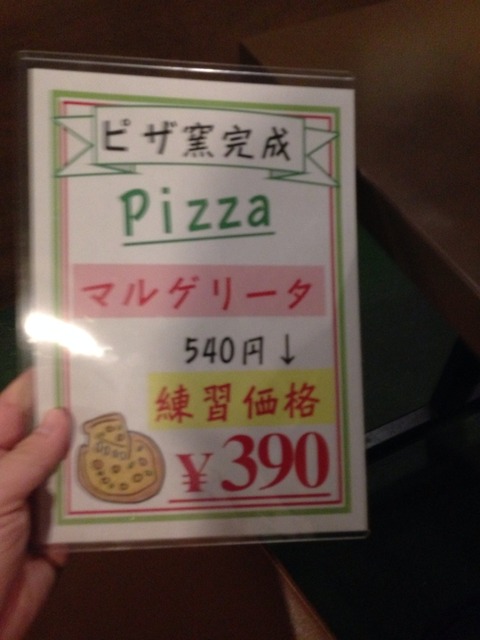 ピザ窯完成
Pizza
マルゲリータ
540円↓
練習価格
¥390